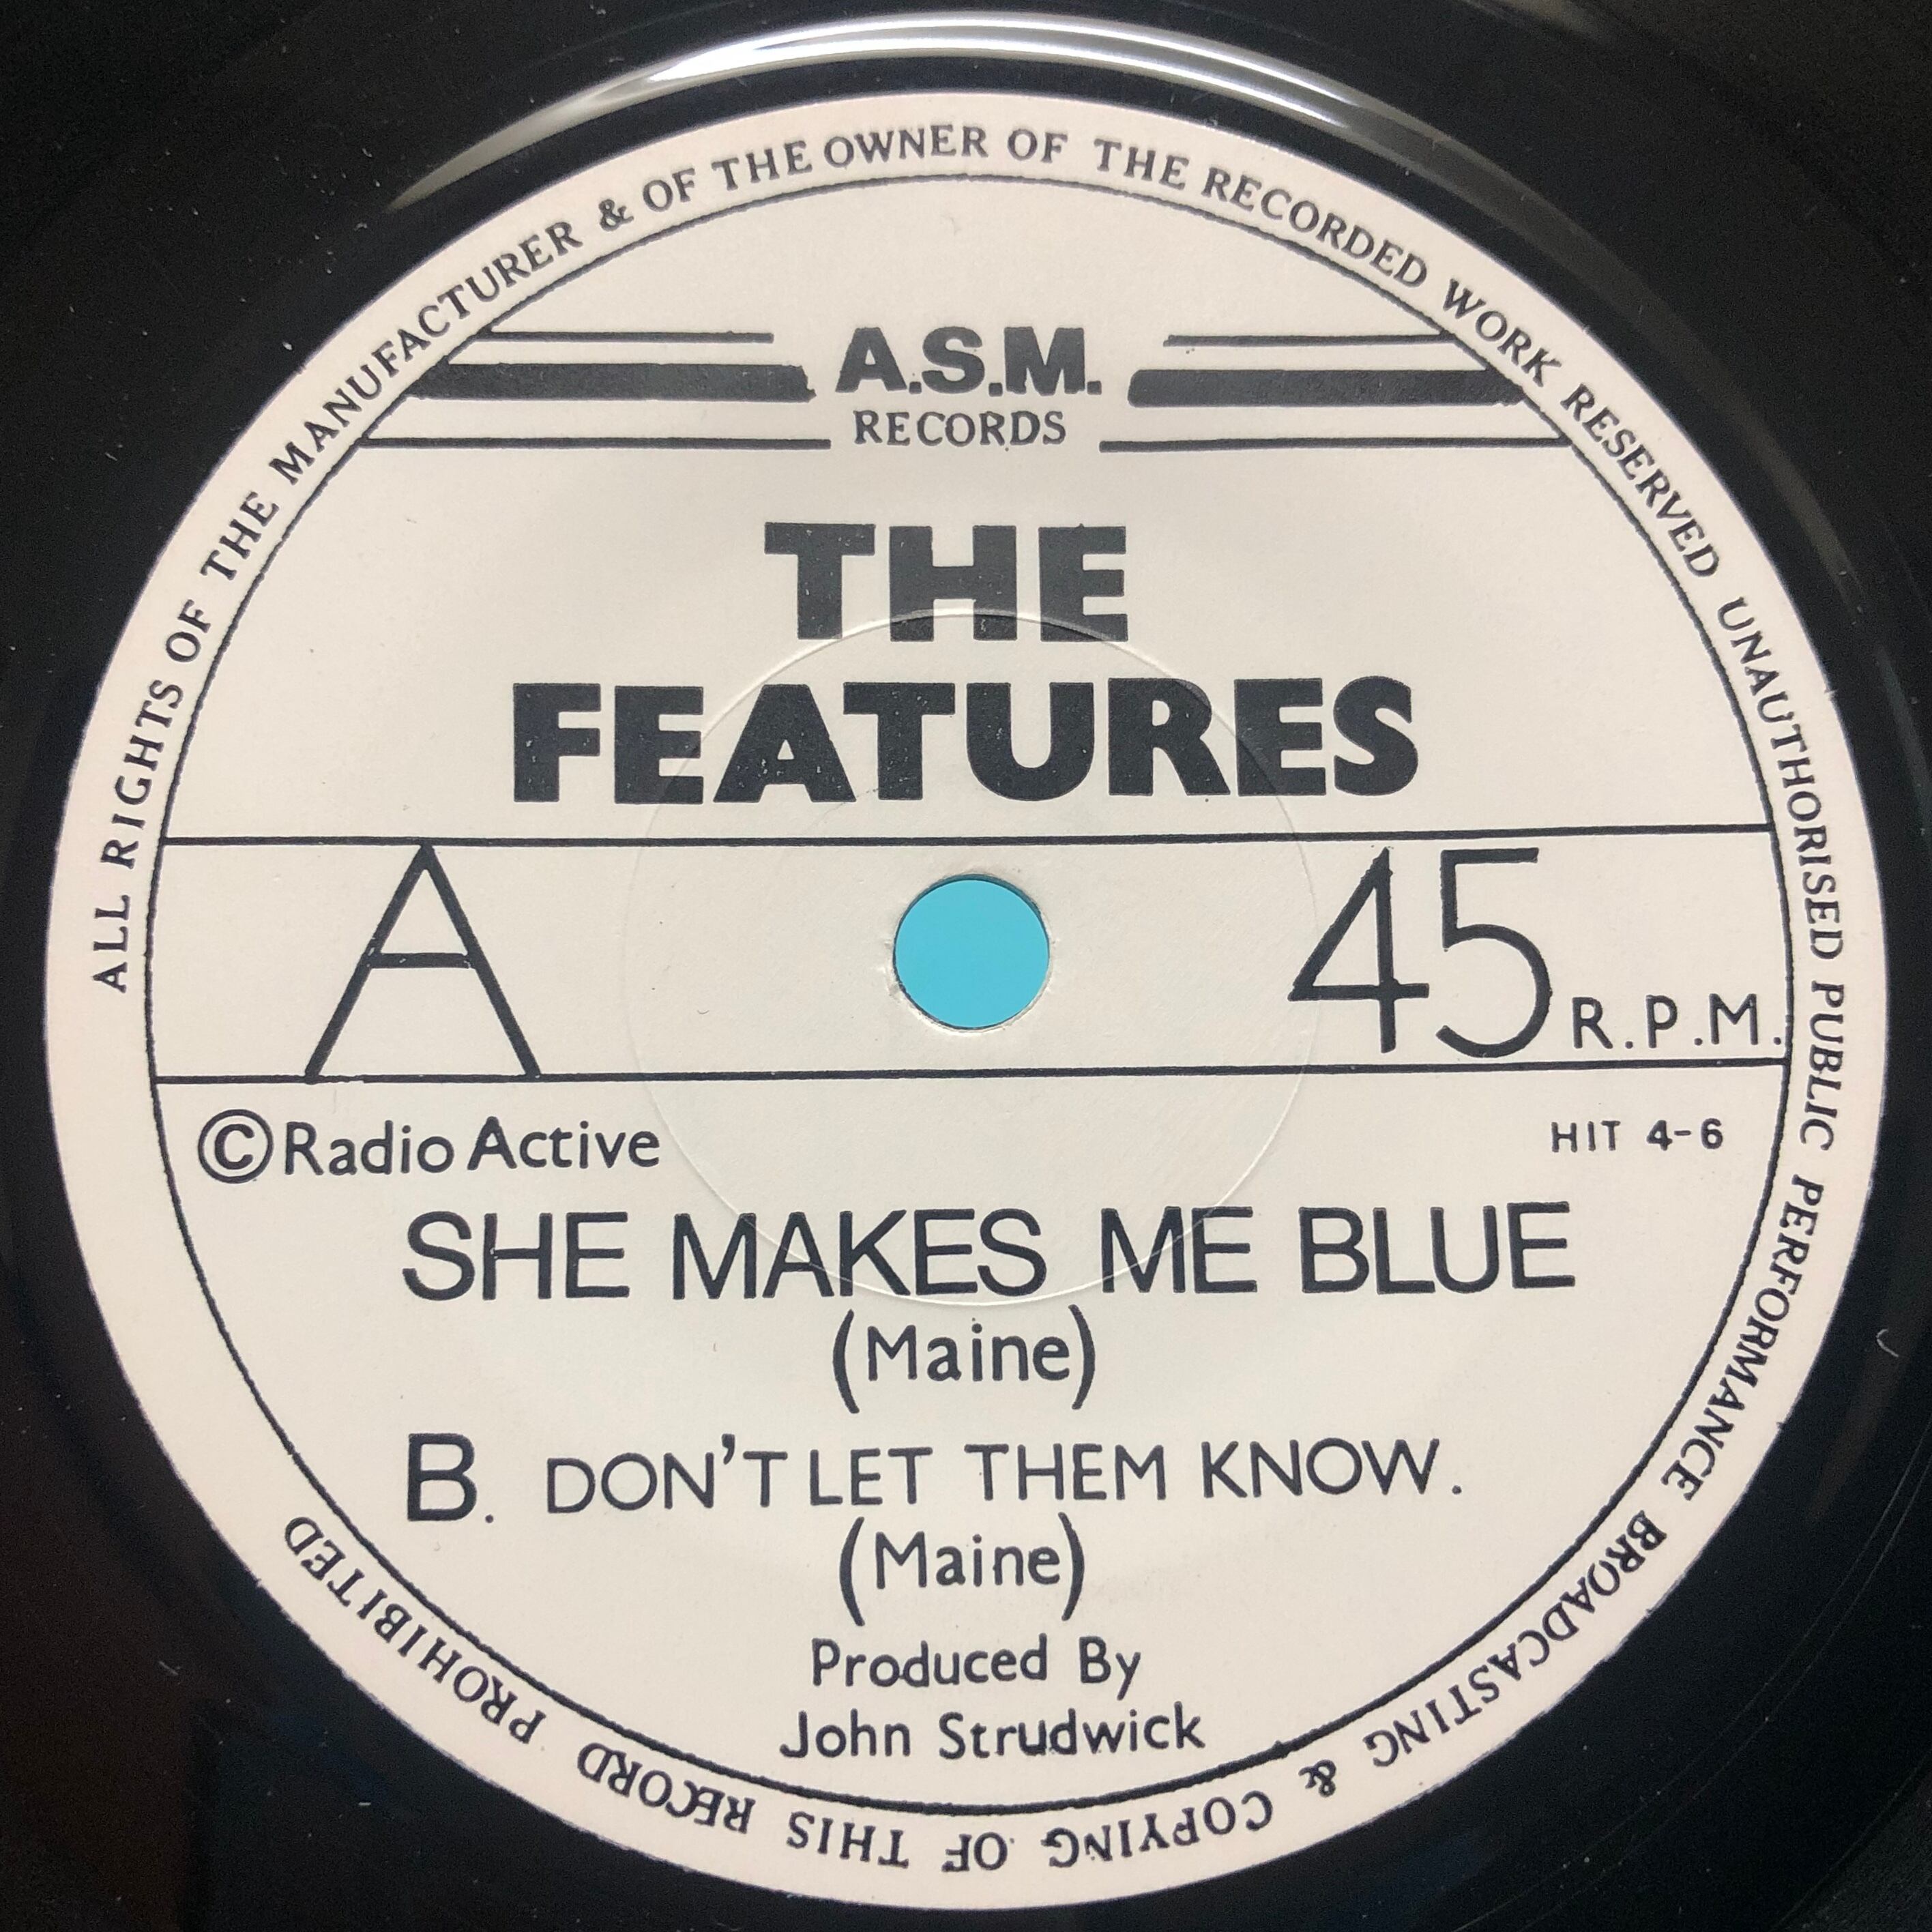 ALL RIGHTS OF THE MANUFACTURER & OF THE OWNER OF THE RECORDED WORK RESERVED UNAUTHORISED PUBLIC PERFORMANCE BROADCASTING & COPYING OF THIS RECORD PROHIBITED
A.S.M.
RECORDS
THE
FEATURES
A 45 R.P.M.
©Radio Active HIT 4-6
SHE MAKES ME BLUE
(Maine)
B. DON'T LET THEM KNOW.
(Maine)
Produced By
John Strudwick